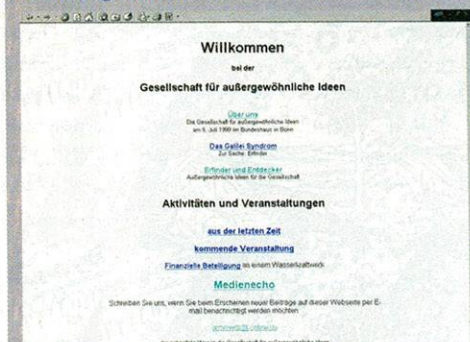 Willkommen
bei der
Gesellschaft für außergewöhnliche Ideen
Über uns
Die Gesellschaft für außergewöhnliche Ideen
am 5. Juli 1999 im Bundeshaus in Bonn
Das Galilei Syndrom
Zur Sache: Erfinder
Erfinder und Entdecker
Außergewöhnliche Ideen für die Gesellschaft
Aktivitäten und Veranstaltungen
aus der letzten Zeit
kommende Veranstaltung
Finanzielle Beteiligung an einem Wasserkraftwerk
Medienecho
Schreiben Sie uns, wenn Sie beim Erscheinen neuer Beiträge auf dieser Webseite per E-
mail benachrichtigt werden möchten